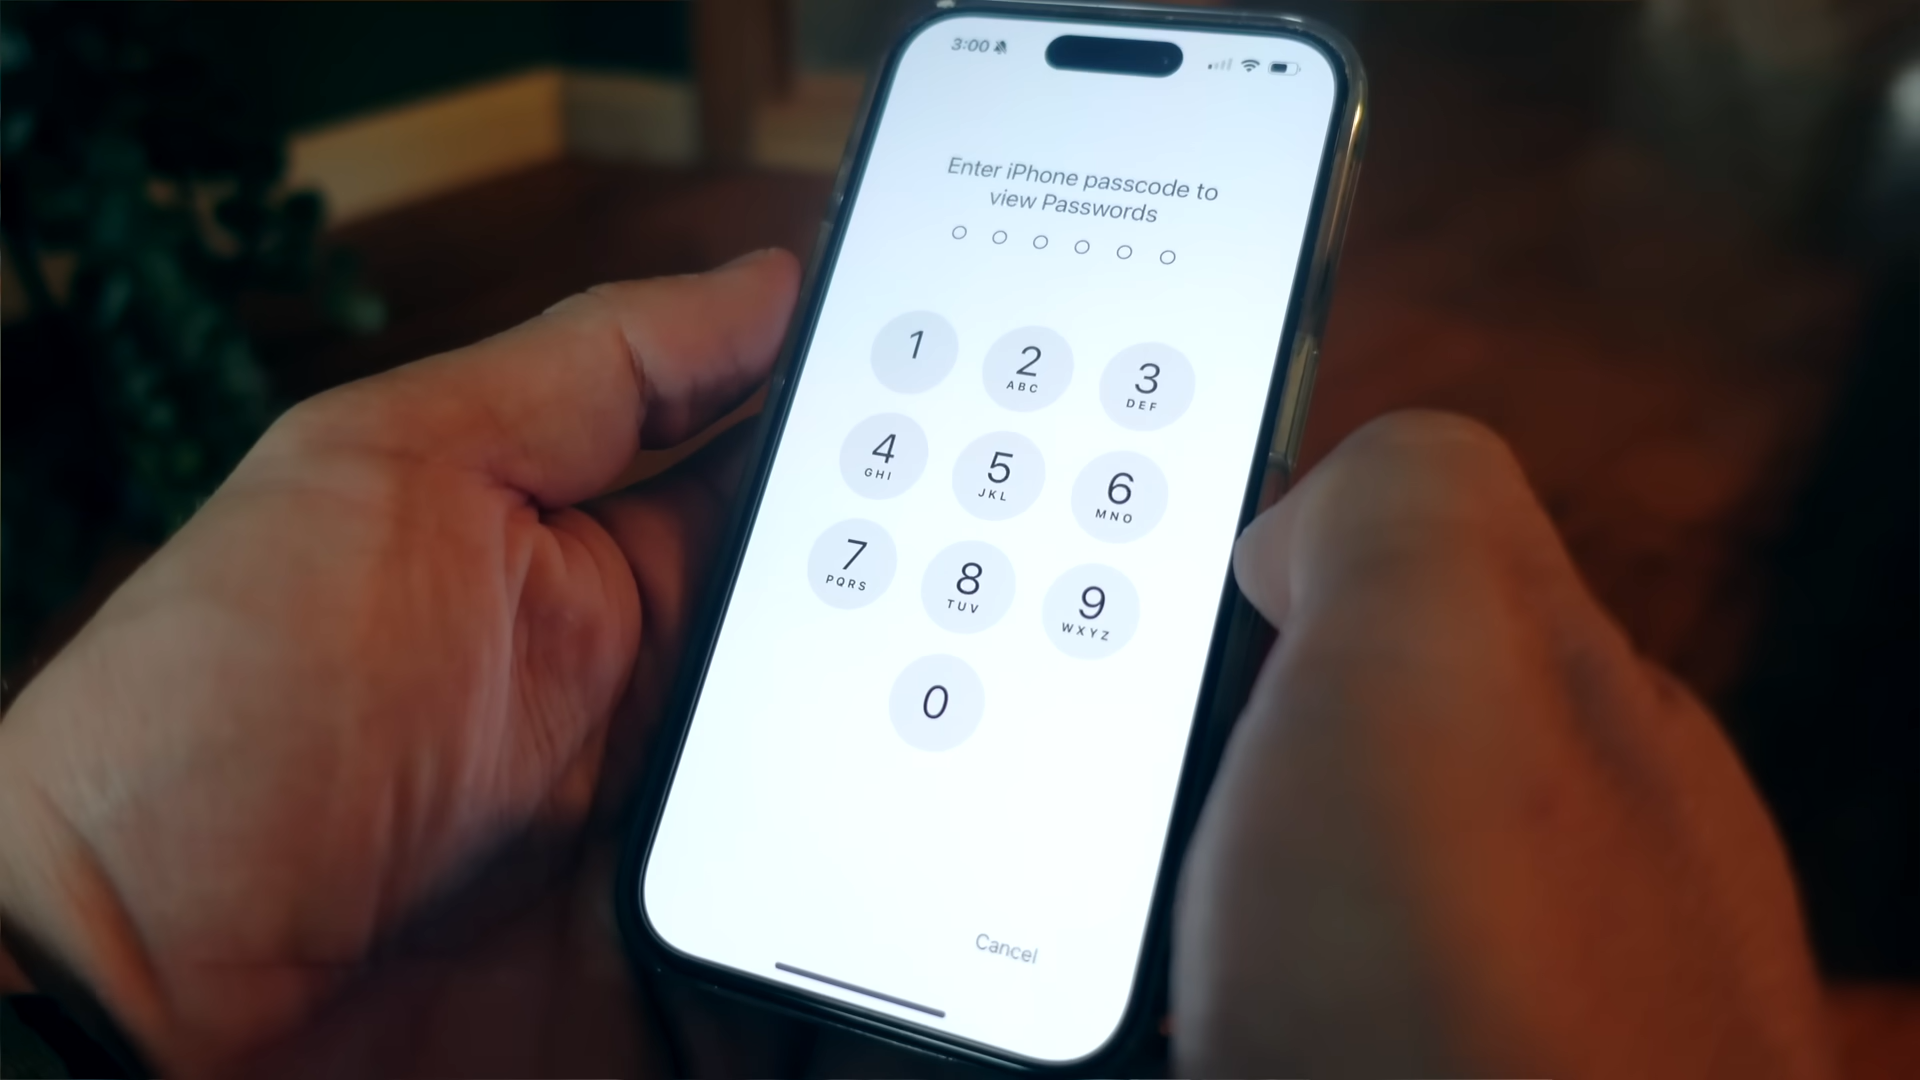 3:00
Enter iPhone passcode to
view Passwords
1 2 3
ABC DEF
4 5 6
GHI JKL MNO
7 8 9
PQRS TUV WXYZ
0
Cancel